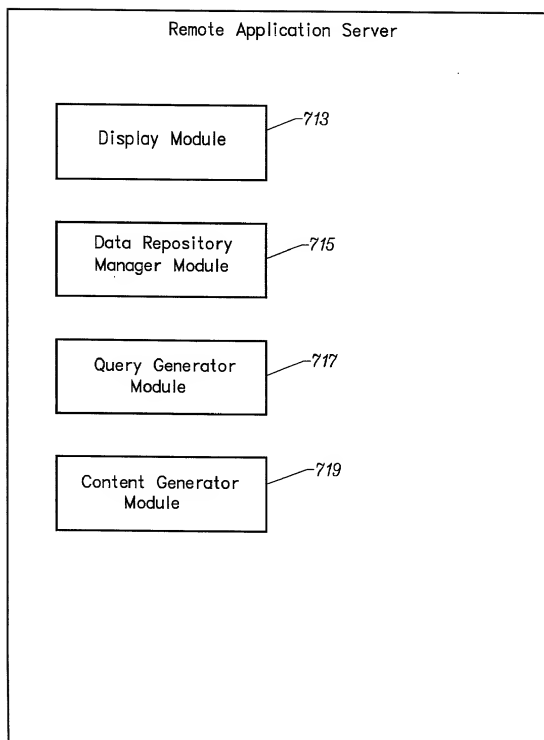 Remote Application Server
Display Module
713
Data Repository
Manager Module
715
Query Generator
Module
717
Content Generator
Module
719